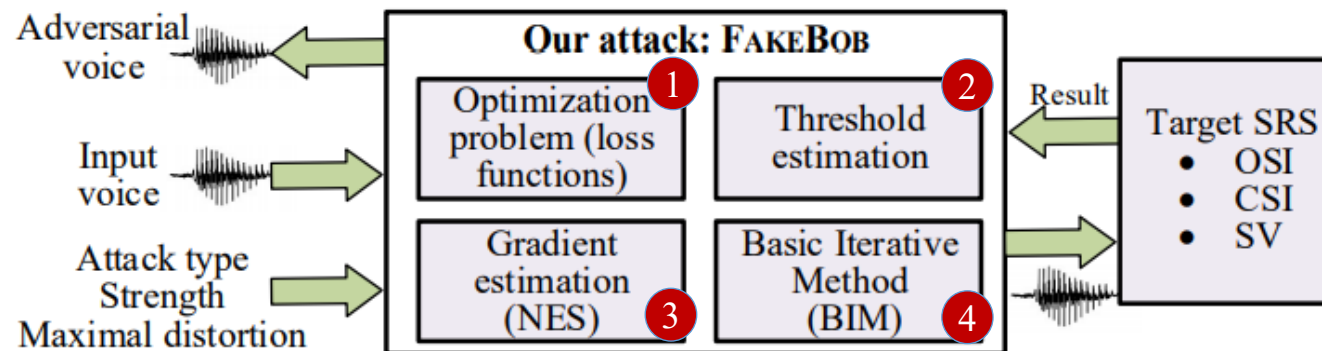 Adversarial
voice
Input
voice
Attack type
Strength
Maximal distortion
Our attack: FAKEBOB
1
Optimization
problem (loss
functions)
2
Threshold
estimation
Gradient
estimation
(NES)
3
Basic Iterative
Method
(BIM)
4
Result
Target SRS
• OSI
• CSI
• SV